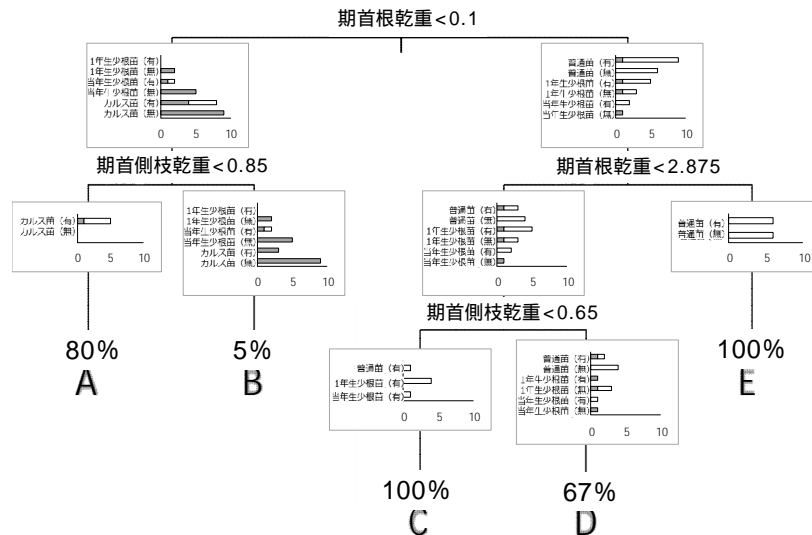 期首根乾重<0.1
1年生少根苗（有）
1年生少根苗（無）
当年生少根苗（有）
当年生少根苗（無）
カルス苗（有）
カルス苗（無）
0 5 10
普通苗（有）
普通苗（無）
1年生少根苗（有）
1年生少根苗（無）
当年生少根苗（有）
当年生少根苗（無）
0 5 10
期首側枝乾重<0.85
期首根乾重<2.875
カルス苗（有）
カルス苗（無）
0 5 10
1年生少根苗（有）
1年生少根苗（無）
当年生少根苗（有）
当年生少根苗（無）
カルス苗（有）
カルス苗（無）
0 5 10
普通苗（有）
普通苗（無）
1年生少根苗（有）
1年生少根苗（無）
当年生少根苗（有）
当年生少根苗（無）
0 5 10
普通苗（有）
普通苗（無）
0 5 10
期首側枝乾重<0.65
80%
A
5%
B
普通苗（有）
1年生少根苗（有）
当年生少根苗（有）
0 5 10
普通苗（有）
普通苗（無）
1年生少根苗（有）
1年生少根苗（無）
当年生少根苗（有）
当年生少根苗（無）
0 5 10
100%
E
100%
C
67%
D